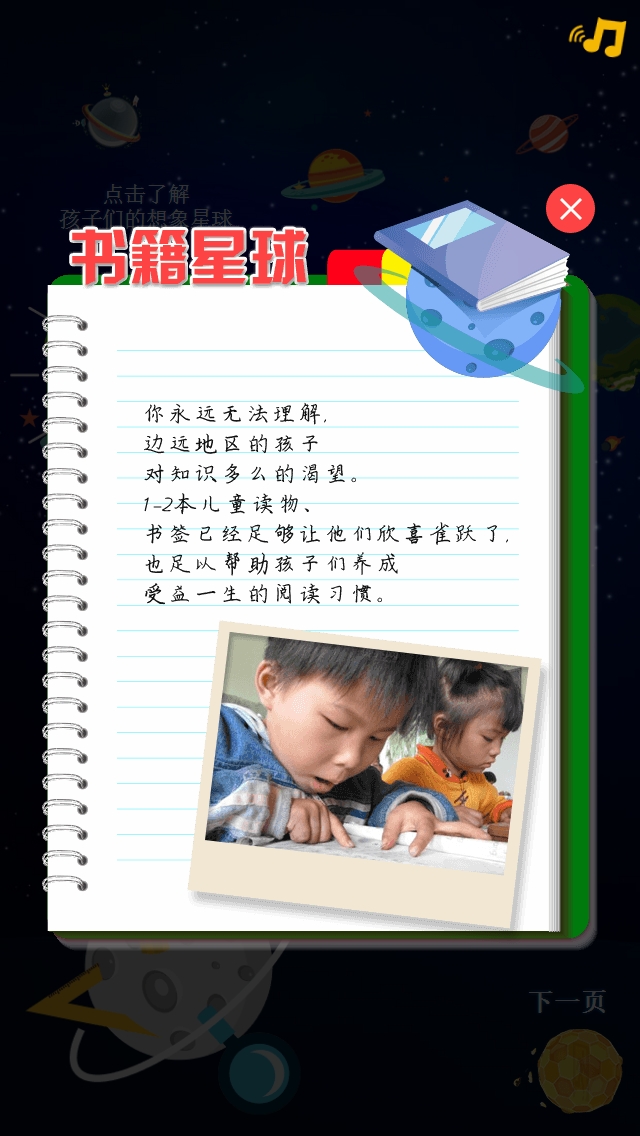 点击了解
孩子们的想象星球
书籍星球
你永远无法理解,
边远地区的孩子
对知识多么的渴望。
1-2本儿童读物、
书签已经足够让他们欣喜雀跃了,
也足以帮助孩子们养成
受益一生的阅读习惯。
下一页